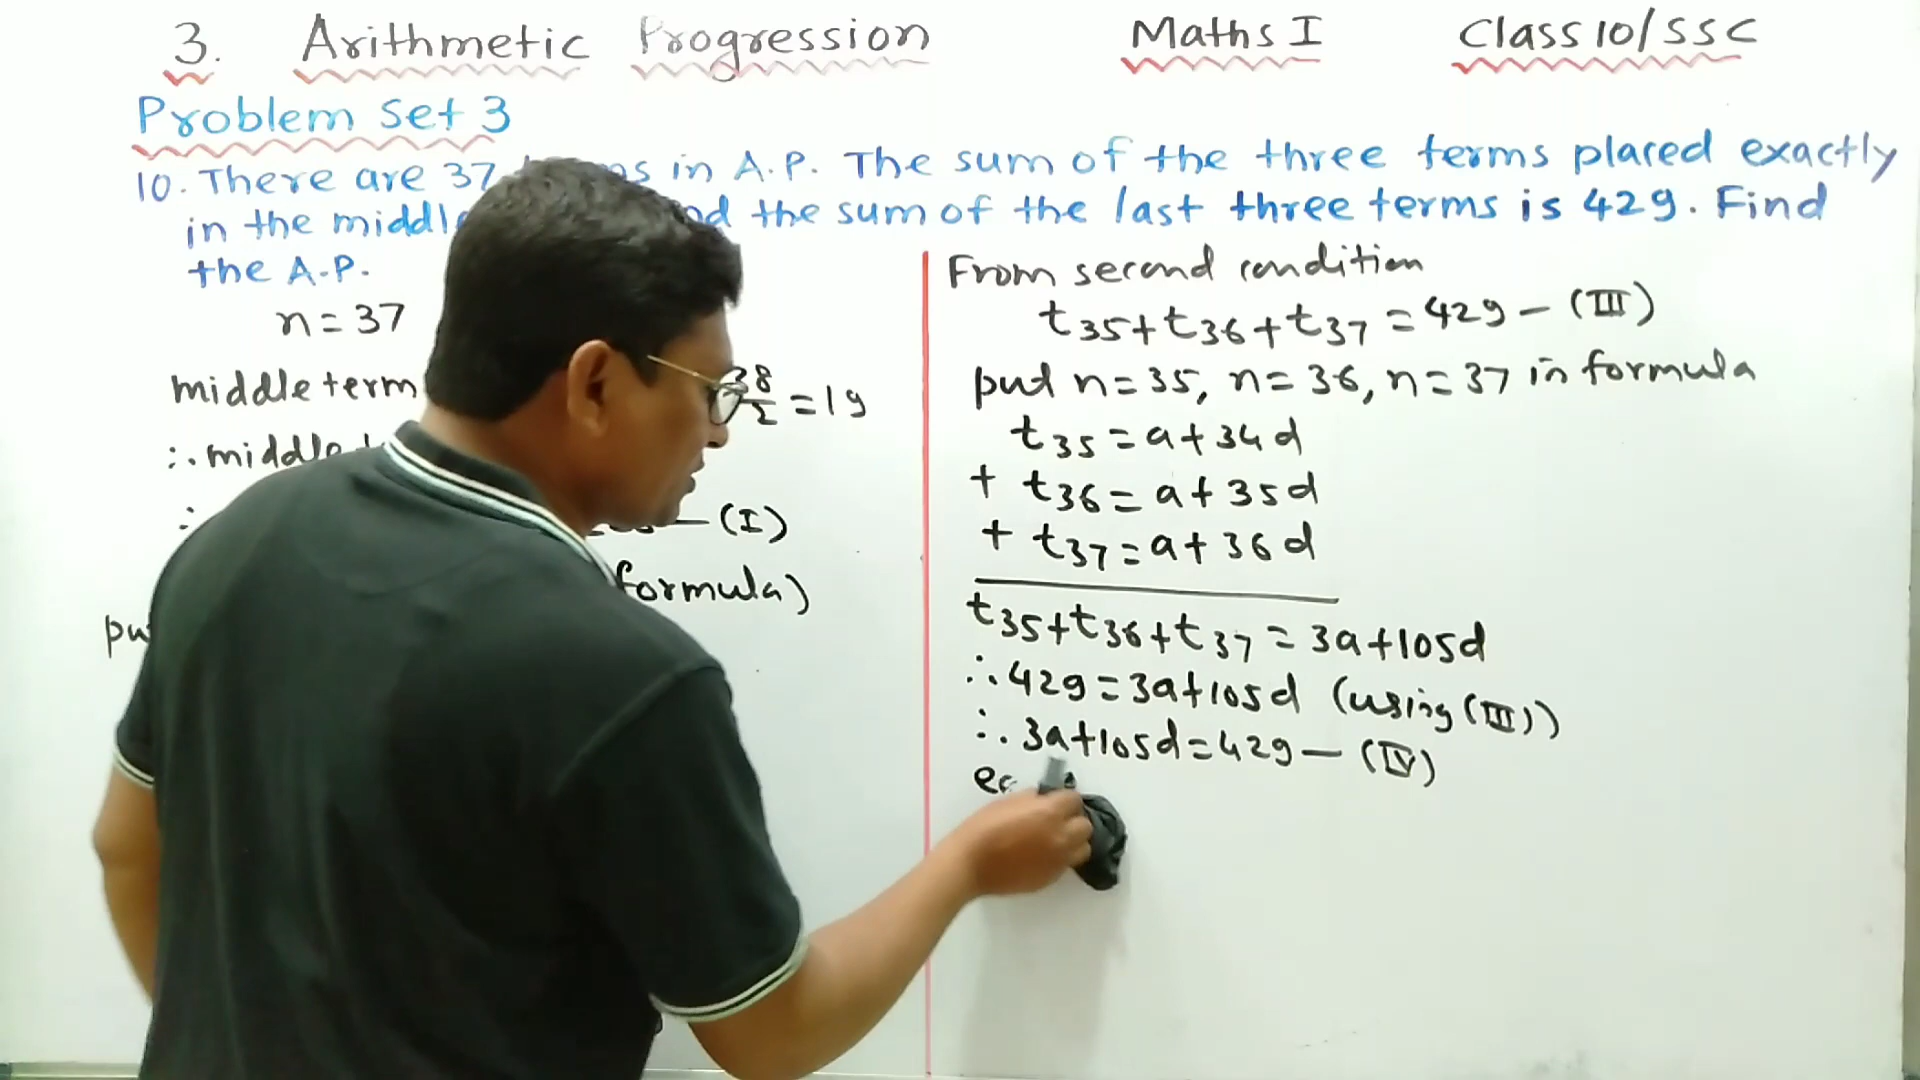 3. Arithmetic Progression Maths I Class 10/SSC
Problem Set 3
10. There are 37 in A.P. The sum of the three terms placed exactly
in the middle the sum of the last three terms is 429. Find
the A.P.
n = 37
middle term 38/2 = 19
∴ middle
∴ — (I)
formula)
put
From second condition
t35 + t36 + t37 = 429 — (III)
put n = 35, n = 36, n = 37 in formula
t35 = a + 34d
+ t36 = a + 35d
+ t37 = a + 36d
t35 + t36 + t37 = 3a + 105d
∴ 429 = 3a + 105d (using (III))
∴ 3a + 105d = 429 — (IV)